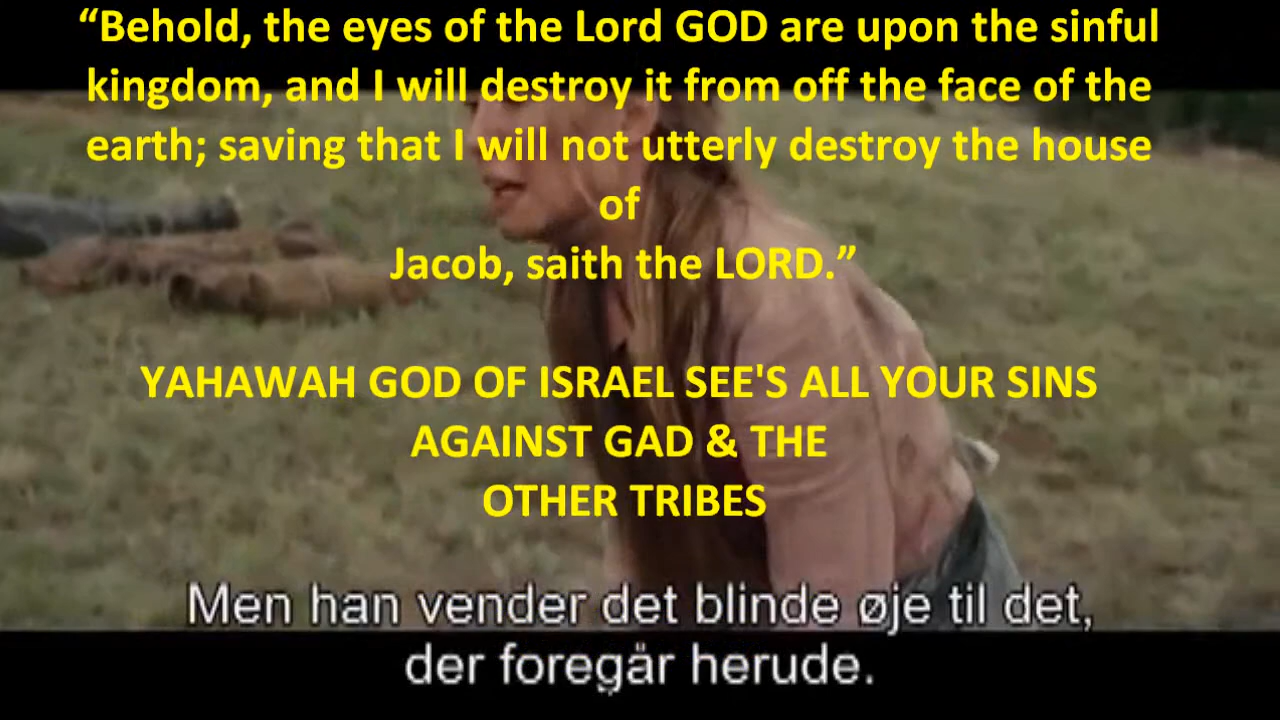 “Behold, the eyes of the Lord GOD are upon the sinful
kingdom, and I will destroy it from off the face of the
earth; saving that I will not utterly destroy the house
of
Jacob, saith the LORD.”
YAHAWAH GOD OF ISRAEL SEE'S ALL YOUR SINS
AGAINST GAD & THE
OTHER TRIBES
Men han vender det blinde øje til det,
der foregår herude.